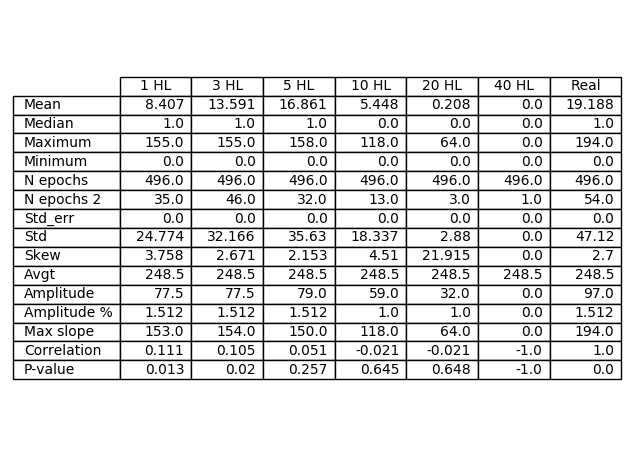 1 HL 3 HL 5 HL 10 HL 20 HL 40 HL Real
Mean 8.407 13.591 16.861 5.448 0.208 0.0 19.188
Median 1.0 1.0 1.0 0.0 0.0 0.0 1.0
Maximum 155.0 155.0 158.0 118.0 64.0 0.0 194.0
Minimum 0.0 0.0 0.0 0.0 0.0 0.0 0.0
N epochs 496.0 496.0 496.0 496.0 496.0 496.0 496.0
N epochs 2 35.0 46.0 32.0 13.0 3.0 1.0 54.0
Std_err 0.0 0.0 0.0 0.0 0.0 0.0 0.0
Std 24.774 32.166 35.63 18.337 2.88 0.0 47.12
Skew 3.758 2.671 2.153 4.51 21.915 0.0 2.7
Avgt 248.5 248.5 248.5 248.5 248.5 248.5 248.5
Amplitude 77.5 77.5 79.0 59.0 32.0 0.0 97.0
Amplitude % 1.512 1.512 1.512 1.0 1.0 0.0 1.512
Max slope 153.0 154.0 150.0 118.0 64.0 0.0 194.0
Correlation 0.111 0.105 0.051 -0.021 -0.021 -1.0 1.0
P-value 0.013 0.02 0.257 0.645 0.648 -1.0 0.0